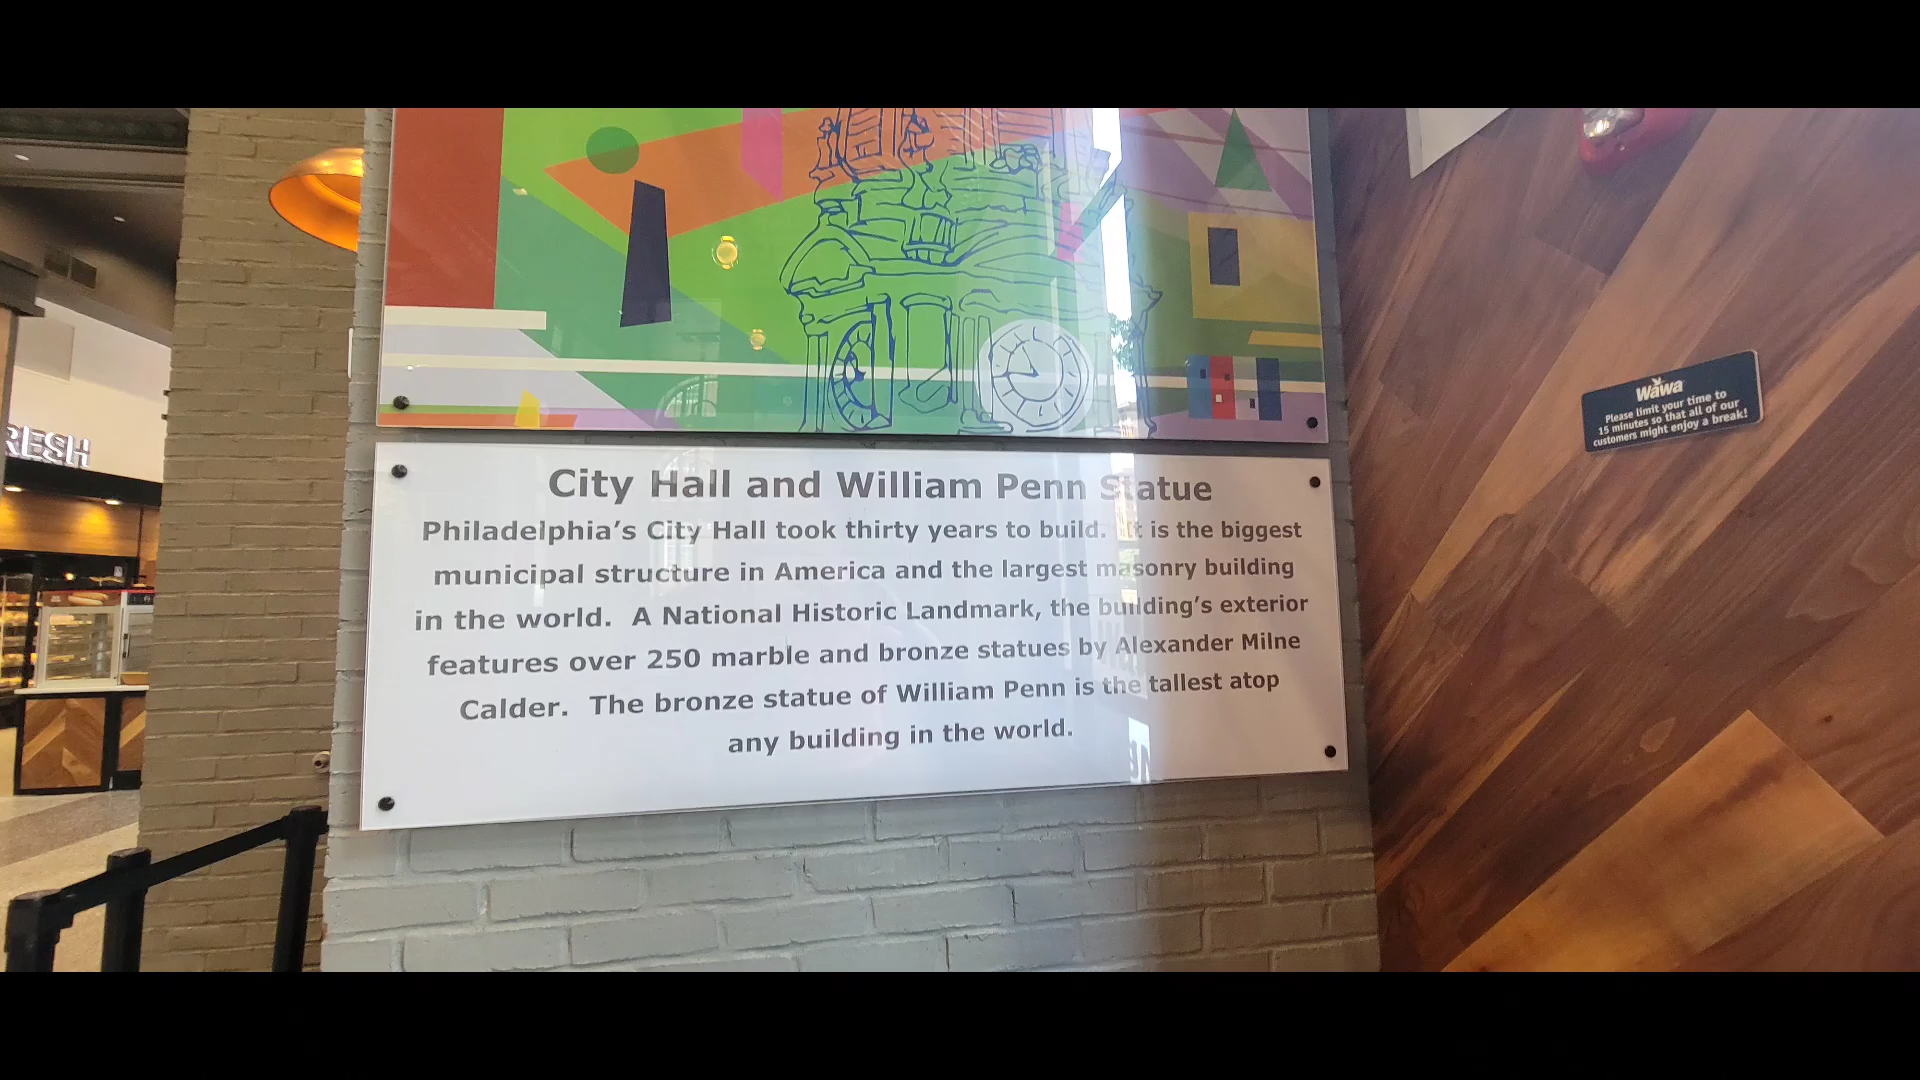 RESH
City Hall and William Penn Statue
Philadelphia's City Hall took thirty years to build. It is the biggest
municipal structure in America and the largest masonry building
in the world. A National Historic Landmark, the building's exterior
features over 250 marble and bronze statues by Alexander Milne
Calder. The bronze statue of William Penn is the tallest atop
any building in the world.
Wawa
Please limit your time to
15 minutes so that all of our
customers might enjoy a break!